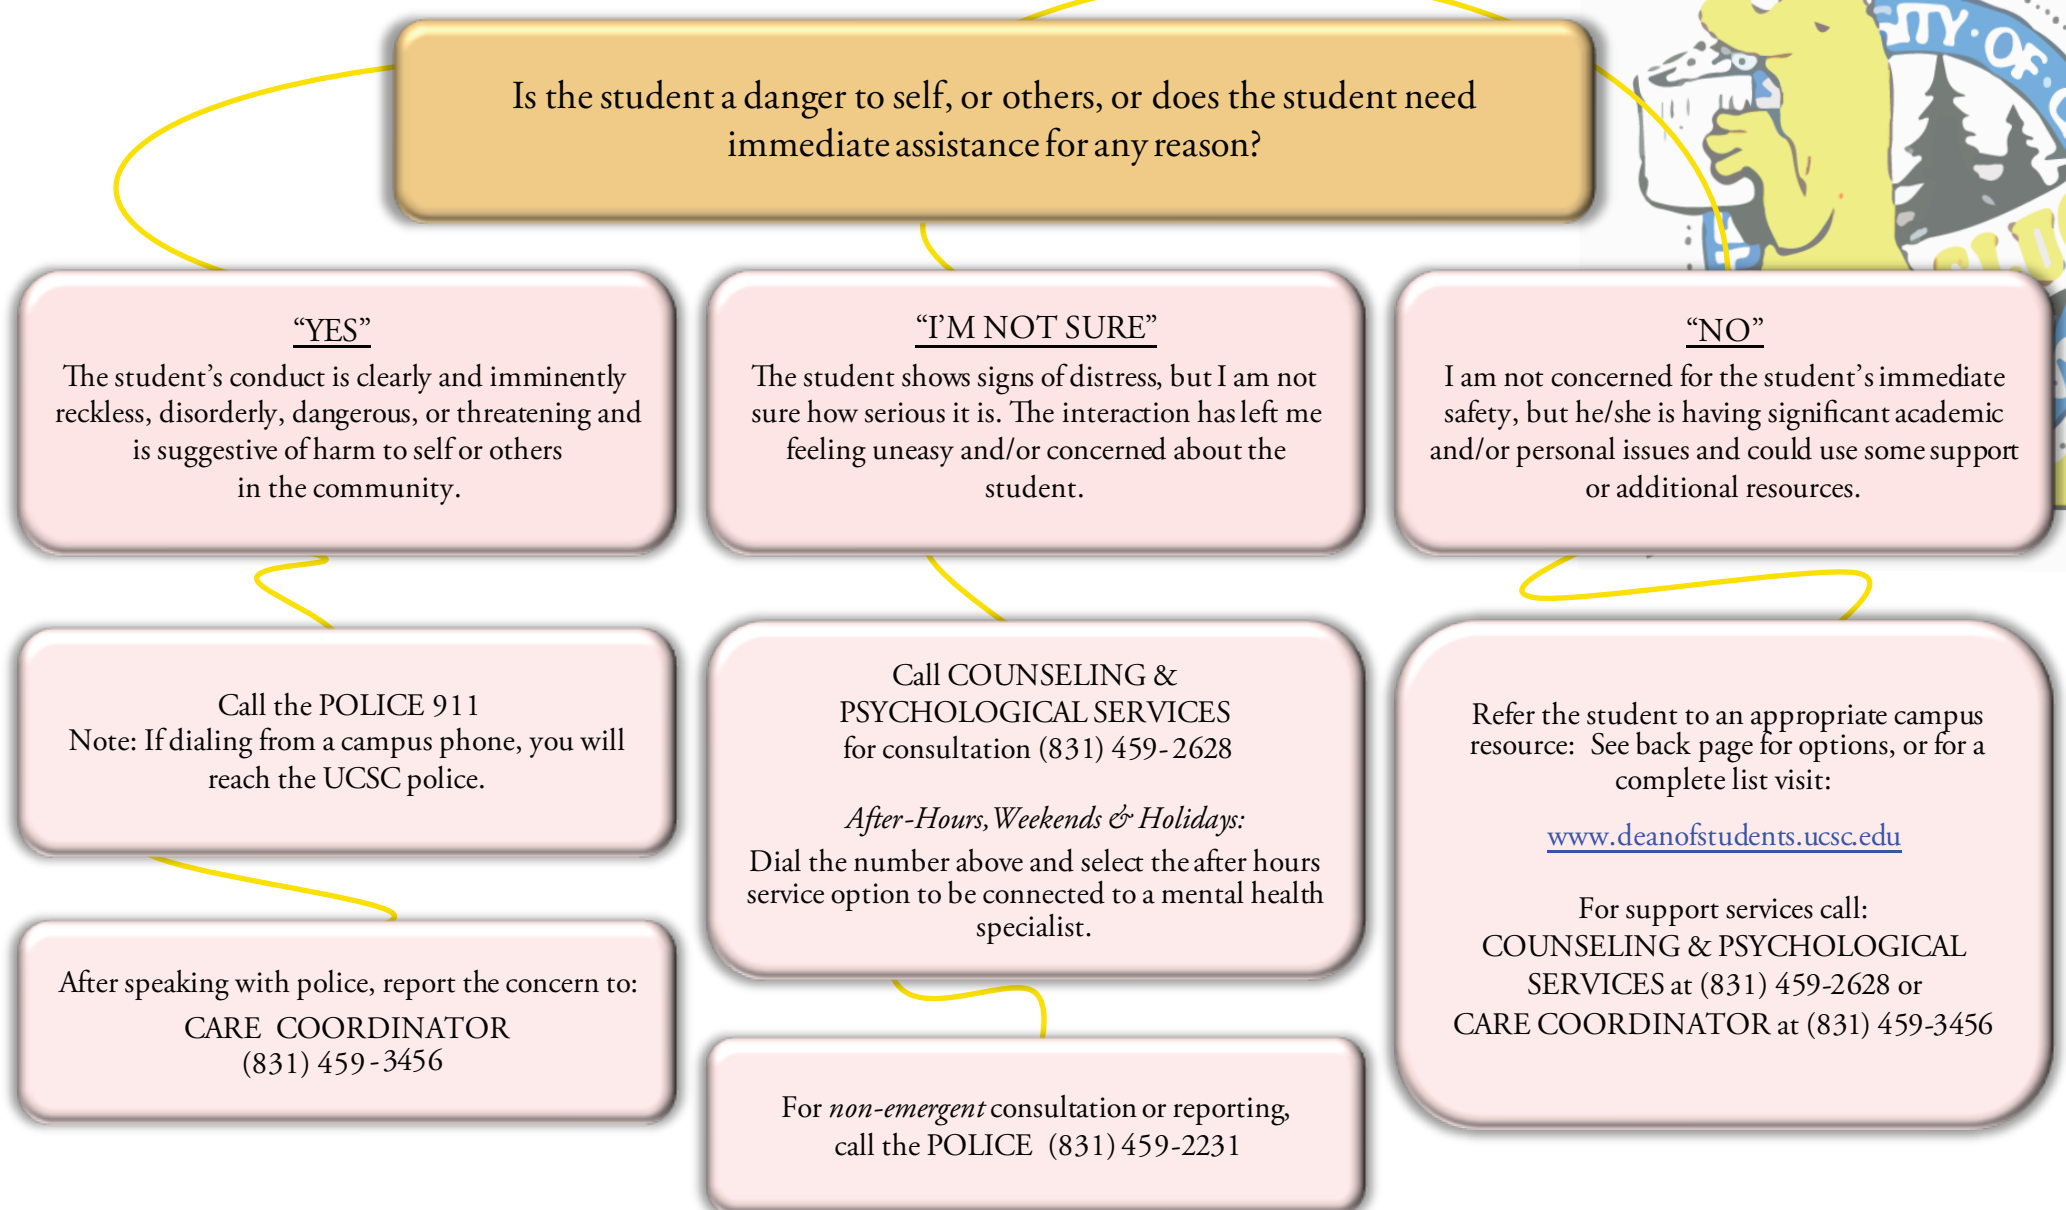 Is the student a danger to self, or others, or does the student need
immediate assistance for any reason?
“YES”
The student’s conduct is clearly and imminently
reckless, disorderly, dangerous, or threatening and
is suggestive of harm to self or others
in the community.
“I’M NOT SURE”
The student shows signs of distress, but I am not
sure how serious it is. The interaction has left me
feeling uneasy and/or concerned about the
student.
“NO”
I am not concerned for the student’s immediate
safety, but he/she is having significant academic
and/or personal issues and could use some support
or additional resources.
Call the POLICE 911
Note: If dialing from a campus phone, you will
reach the UCSC police.
After speaking with police, report the concern to:
CARE COORDINATOR
(831) 459-3456
Call COUNSELING &
PSYCHOLOGICAL SERVICES
for consultation (831) 459-2628
After-Hours, Weekends & Holidays:
Dial the number above and select the after hours
service option to be connected to a mental health
specialist.
For non-emergent consultation or reporting,
call the POLICE (831) 459-2231
Refer the student to an appropriate campus
resource: See back page for options, or for a
complete list visit:
www.deanofstudents.ucsc.edu
For support services call:
COUNSELING & PSYCHOLOGICAL
SERVICES at (831) 459-2628 or
CARE COORDINATOR at (831) 459-3456